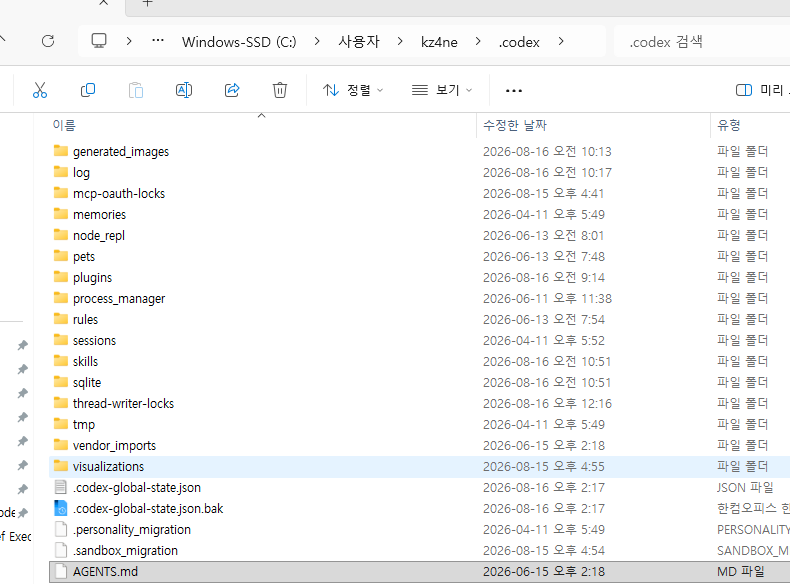 Windows-SSD (C:) > 사용자 > kz4ne > .codex > .codex 검색
정렬 보기 ··· 미리
이름 수정한 날짜 유형
generated_images 2026-08-16 오전 10:13 파일 폴더
log 2026-08-16 오전 10:17 파일 폴더
mcp-oauth-locks 2026-08-15 오후 4:41 파일 폴더
memories 2026-04-11 오후 5:49 파일 폴더
node_repl 2026-06-13 오전 8:01 파일 폴더
pets 2026-06-13 오후 7:48 파일 폴더
plugins 2026-08-16 오전 9:14 파일 폴더
process_manager 2026-06-11 오후 11:38 파일 폴더
rules 2026-06-13 오전 7:54 파일 폴더
sessions 2026-04-11 오후 5:52 파일 폴더
skills 2026-08-16 오전 10:51 파일 폴더
sqlite 2026-08-16 오전 10:51 파일 폴더
thread-writer-locks 2026-08-16 오후 12:16 파일 폴더
tmp 2026-04-11 오후 5:49 파일 폴더
vendor_imports 2026-06-15 오후 2:18 파일 폴더
visualizations 2026-08-15 오후 4:55 파일 폴더
.codex-global-state.json 2026-08-16 오후 2:17 JSON 파일
.codex-global-state.json.bak 2026-08-16 오후 2:17 한컴오피스 한
.personality_migration 2026-04-11 오후 5:49 PERSONALITY
.sandbox_migration 2026-08-15 오후 4:54 SANDBOX_M
AGENTS.md 2026-06-15 오후 2:18 MD 파일